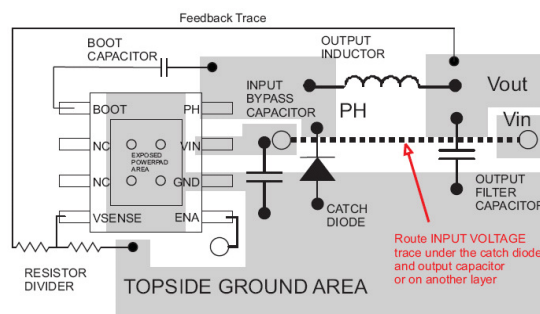 Feedback Trace
BOOT
CAPACITOR
OUTPUT
INDUCTOR
Vout
INPUT
BYPASS
CAPACITOR
PH
Vin
BOOT
PH
NC
VIN
EXPOSED
POWERPAD
AREA
NC
GND
VSENSE
ENA
CATCH
DIODE
OUTPUT
FILTER
CAPACITOR
Route INPUT VOLTAGE
trace under the catch diode
and output capacitor
or on another layer
RESISTOR
DIVIDER
TOPSIDE GROUND AREA